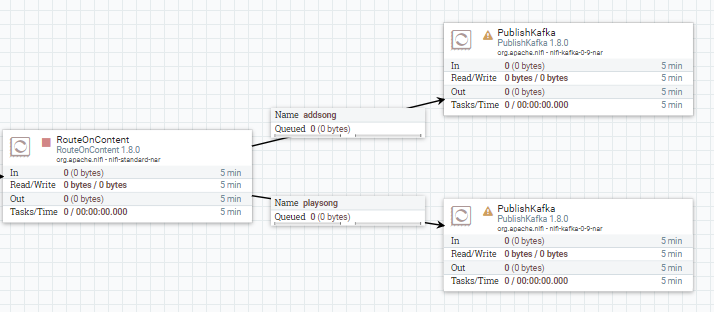 PublishKafka
PublishKafka 1.8.0
org.apache.nifi - nifi-kafka-0-9-nar
In 0 (0 bytes) 5 min
Read/Write 0 bytes / 0 bytes 5 min
Out 0 (0 bytes) 5 min
Tasks/Time 0 / 00:00:00.000 5 min
Name addsong
Queued 0 (0 bytes)
RouteOnContent
RouteOnContent 1.8.0
org.apache.nifi - nifi-standard-nar
In 0 (0 bytes) 5 min
Read/Write 0 bytes / 0 bytes 5 min
Out 0 (0 bytes) 5 min
Tasks/Time 0 / 00:00:00.000 5 min
Name playsong
Queued 0 (0 bytes)
PublishKafka
PublishKafka 1.8.0
org.apache.nifi - nifi-kafka-0-9-nar
In 0 (0 bytes) 5 min
Read/Write 0 bytes / 0 bytes 5 min
Out 0 (0 bytes) 5 min
Tasks/Time 0 / 00:00:00.000 5 min